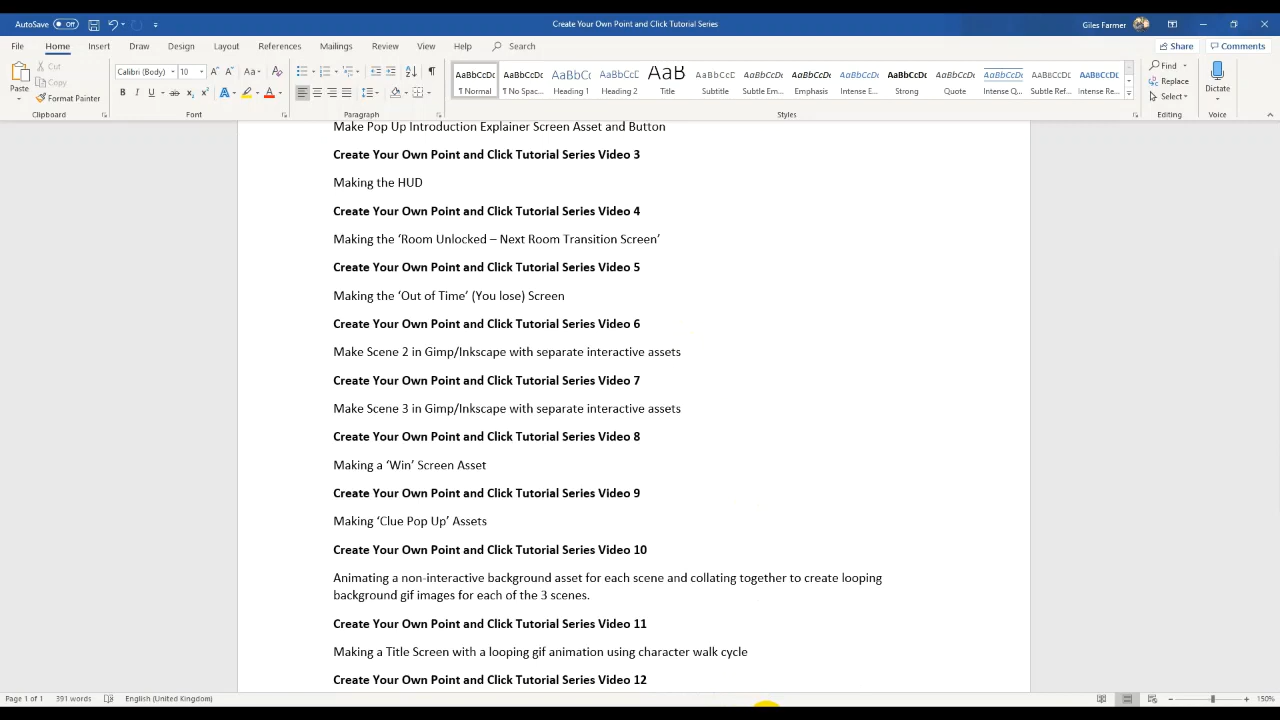 AutoSave Off
Create Your Own Point and Click Tutorial Series
Giles Farmer
File Home Insert Draw Design Layout References Mailings Review View Help Search
Share Comments
Paste
Cut
Copy
Format Painter
Clipboard
Calibri (Body) 10
Font
Paragraph
AaBbCcDc AaBbCcDc AaBbC( AaBbCcE AaB AaBbCcD AaBbCcDc AaBbCcDc AaBbCcDc AaBbCcDc AaBbCcDc AaBbCcDc AaBbCcDc AaBbCcDc
¶ Normal ¶ No Spac... Heading 1 Heading 2 Title Subtitle Subtle Em... Emphasis Intense E... Strong Quote Intense Q... Subtle Ref... Intense Re...
Styles
Find
Replace
Select
Editing
Dictate
Voice
Make Pop Up Introduction Explainer Screen Asset and Button
Create Your Own Point and Click Tutorial Series Video 3
Making the HUD
Create Your Own Point and Click Tutorial Series Video 4
Making the ‘Room Unlocked – Next Room Transition Screen’
Create Your Own Point and Click Tutorial Series Video 5
Making the ‘Out of Time’ (You lose) Screen
Create Your Own Point and Click Tutorial Series Video 6
Make Scene 2 in Gimp/Inkscape with separate interactive assets
Create Your Own Point and Click Tutorial Series Video 7
Make Scene 3 in Gimp/Inkscape with separate interactive assets
Create Your Own Point and Click Tutorial Series Video 8
Making a ‘Win’ Screen Asset
Create Your Own Point and Click Tutorial Series Video 9
Making ‘Clue Pop Up’ Assets
Create Your Own Point and Click Tutorial Series Video 10
Animating a non-interactive background asset for each scene and collating together to create looping
background gif images for each of the 3 scenes.
Create Your Own Point and Click Tutorial Series Video 11
Making a Title Screen with a looping gif animation using character walk cycle
Create Your Own Point and Click Tutorial Series Video 12
Page 1 of 1 391 words English (United Kingdom) 150%